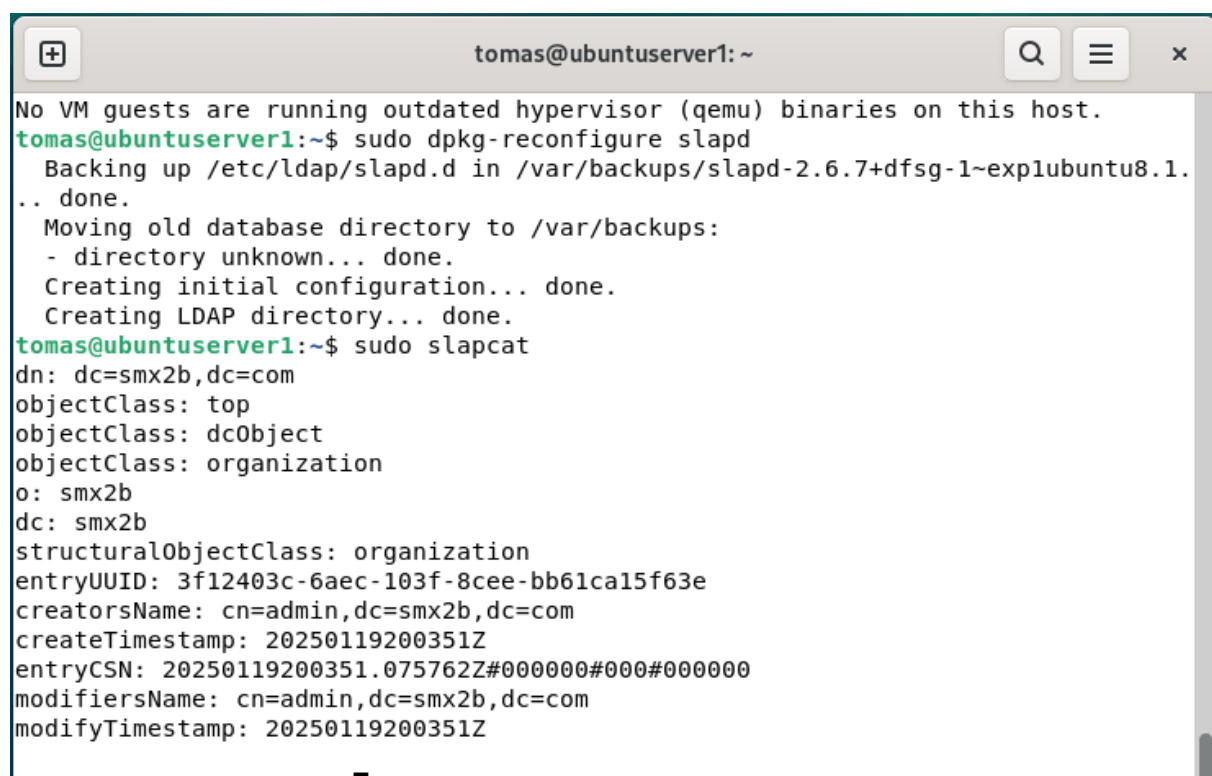 tomas@ubuntuserver1: ~
No VM guests are running outdated hypervisor (qemu) binaries on this host.
tomas@ubuntuserver1:~$ sudo dpkg-reconfigure slapd
  Backing up /etc/ldap/slapd.d in /var/backups/slapd-2.6.7+dfsg-1~exp1ubuntu8.1.
.. done.
  Moving old database directory to /var/backups:
  - directory unknown... done.
  Creating initial configuration... done.
  Creating LDAP directory... done.
tomas@ubuntuserver1:~$ sudo slapcat
dn: dc=smx2b,dc=com
objectClass: top
objectClass: dcObject
objectClass: organization
o: smx2b
dc: smx2b
structuralObjectClass: organization
entryUUID: 3f12403c-6aec-103f-8cee-bb61ca15f63e
creatorsName: cn=admin,dc=smx2b,dc=com
createTimestamp: 20250119200351Z
entryCSN: 20250119200351.075762Z#000000#000#000000
modifiersName: cn=admin,dc=smx2b,dc=com
modifyTimestamp: 20250119200351Z